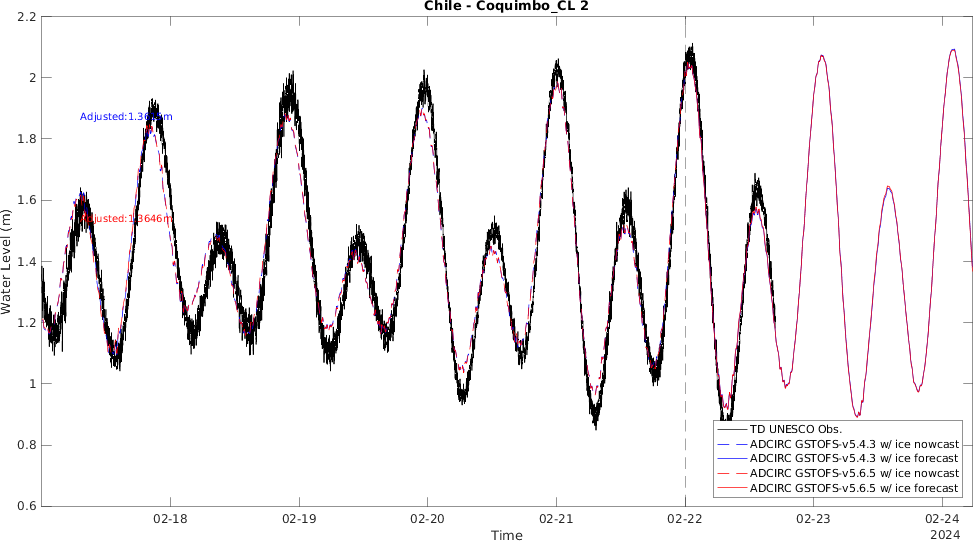 Chile - Coquimbo_CL 2
2.2
2
1.8
1.6
1.4
1.2
1
0.8
0.6
Water Level (m)
02-18
02-19
02-20
02-21
02-22
02-23
02-24
2024
Time
TD UNESCO Obs.
ADCIRC GSTOFS-v5.4.3 w/ ice nowcast
ADCIRC GSTOFS-v5.4.3 w/ ice forecast
ADCIRC GSTOFS-v5.6.5 w/ ice nowcast
ADCIRC GSTOFS-v5.6.5 w/ ice forecast